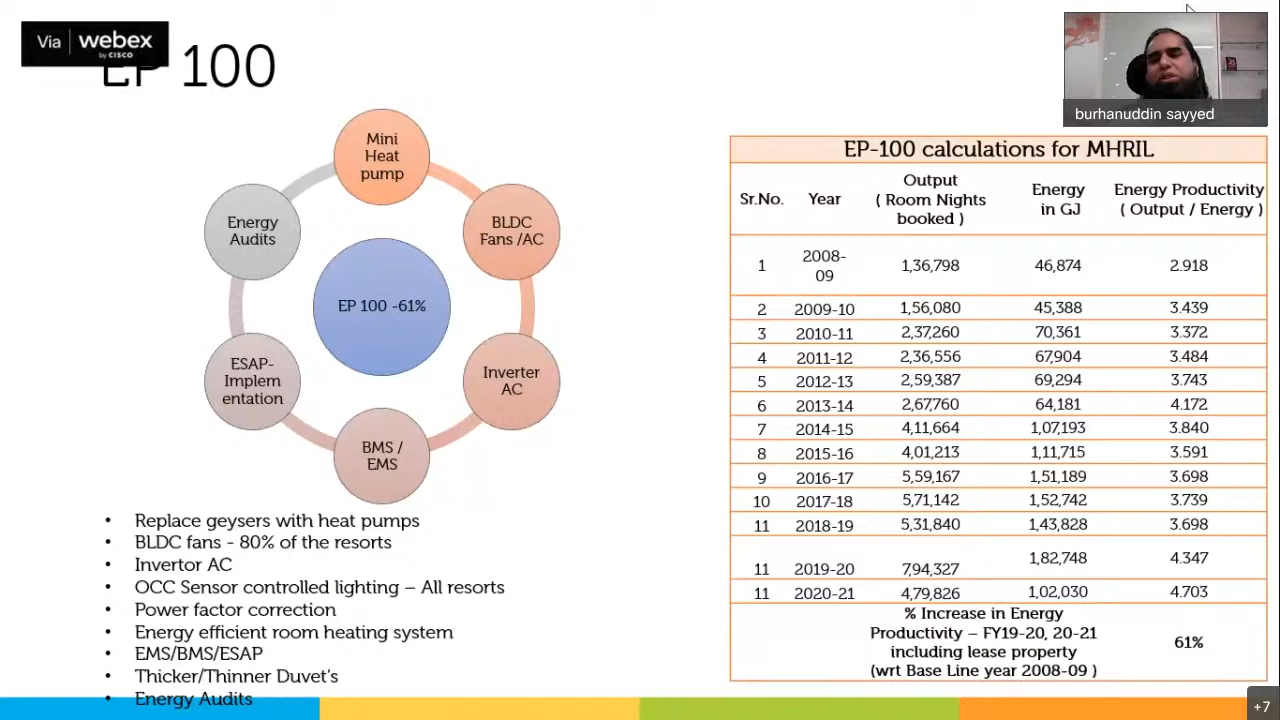 Via webex
by CISCO
EP 100
burhanuddin sayyed
Mini
Heat
pump
BLDC
Fans /AC
Inverter
AC
BMS /
EMS
ESAP-
Implem
entation
Energy
Audits
EP 100 -61%
• Replace geysers with heat pumps
• BLDC fans - 80% of the resorts
• Invertor AC
• OCC Sensor controlled lighting – All resorts
• Power factor correction
• Energy efficient room heating system
• EMS/BMS/ESAP
• Thicker/Thinner Duvet's
• Energy Audits
EP-100 calculations for MHRIL
Sr.No. Year Output ( Room Nights booked ) Energy in GJ Energy Productivity ( Output / Energy )
1 2008-09 1,36,798 46,874 2.918
2 2009-10 1,56,080 45,388 3.439
3 2010-11 2,37,260 70,361 3.372
4 2011-12 2,36,556 67,904 3.484
5 2012-13 2,59,387 69,294 3.743
6 2013-14 2,67,760 64,181 4.172
7 2014-15 4,11,664 1,07,193 3.840
8 2015-16 4,01,213 1,11,715 3.591
9 2016-17 5,59,167 1,51,189 3.698
10 2017-18 5,71,142 1,52,742 3.739
11 2018-19 5,31,840 1,43,828 3.698
11 2019-20 7,94,327 1,82,748 4.347
11 2020-21 4,79,826 1,02,030 4.703
% Increase in Energy
Productivity – FY19-20, 20-21
including lease property
(wrt Base Line year 2008-09 )
61%
+7